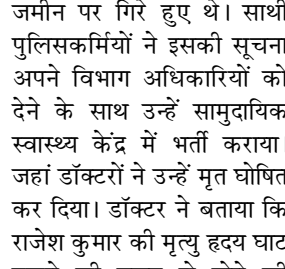 जमीन पर गिरे हुए थे। साथी
पुलिसकर्मियों ने इसकी सूचना
अपने विभाग अधिकारियों को
देने के साथ उन्हें सामुदायिक
स्वास्थ्य केंद्र में भर्ती कराया।
जहां डॉक्टरों ने उन्हें मृत घोषित
कर दिया। डॉक्टर ने बताया कि
राजेश कुमार की मृत्यु हृदय घाट